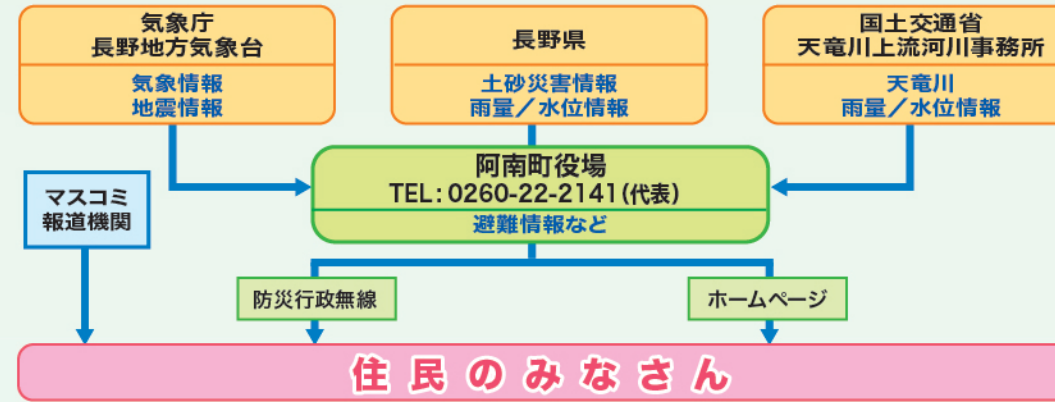 気象庁
長野地方気象台
気象情報
地震情報
長野県
土砂災害情報
雨量／水位情報
国土交通省
天竜川上流河川事務所
天竜川
雨量／水位情報
阿南町役場
TEL：0260-22-2141（代表）
避難情報など
マスコミ
報道機関
防災行政無線
ホームページ
住民のみなさん